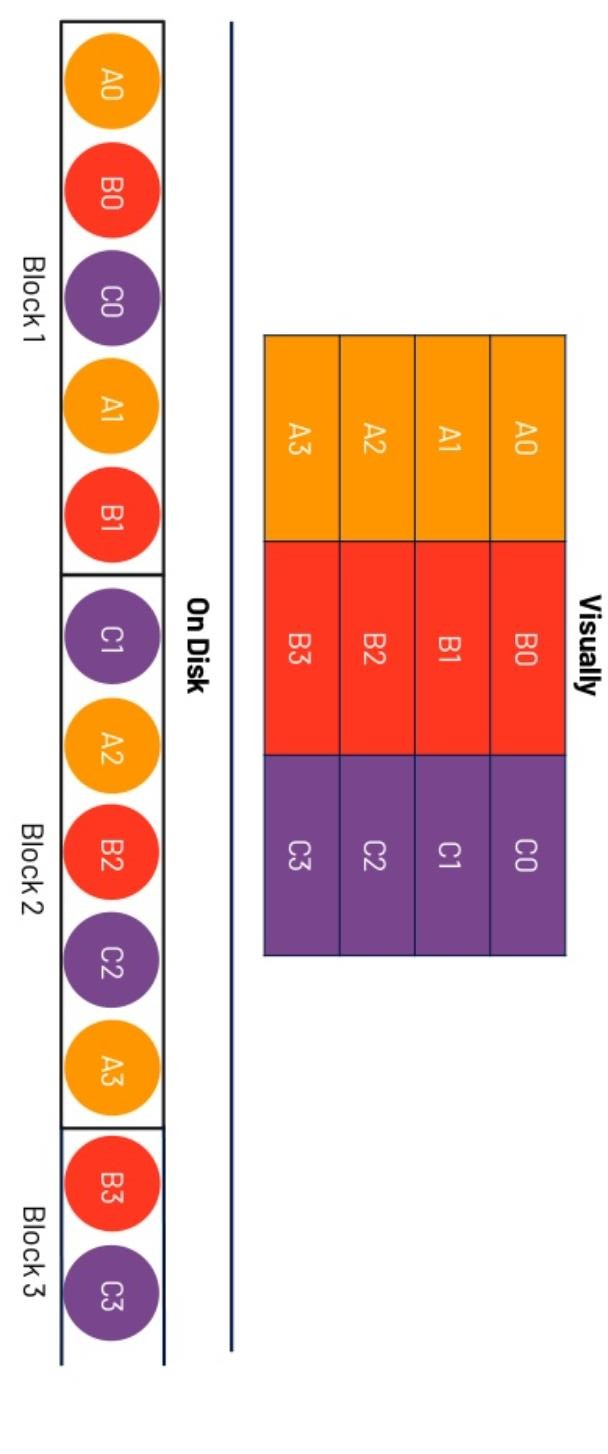 Visually
A0 B0 C0
A1 B1 C1
A2 B2 C2
A3 B3 C3
On Disk
A0 B0 C0 A1 B1 C1 A2 B2 C2 A3 B3 C3
Block 1 Block 2 Block 3